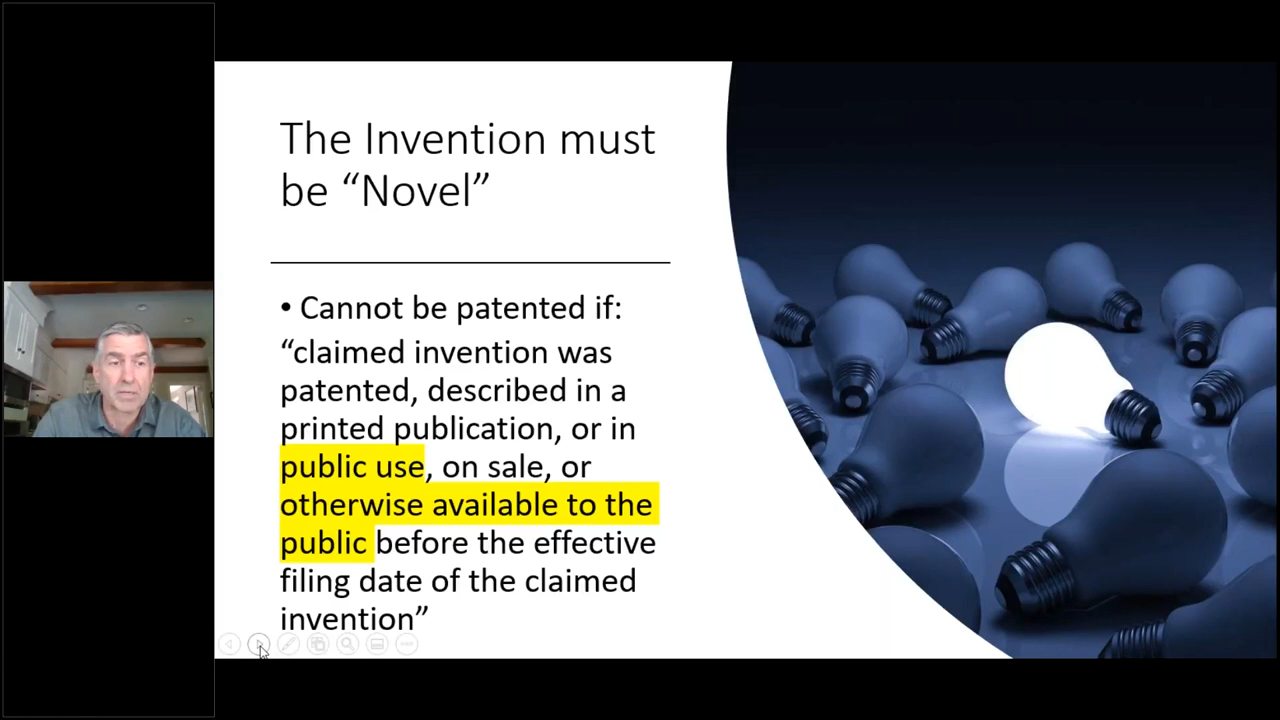 The Invention must
be “Novel”
• Cannot be patented if:
“claimed invention was
patented, described in a
printed publication, or in
public use, on sale, or
otherwise available to the
public before the effective
filing date of the claimed
invention”